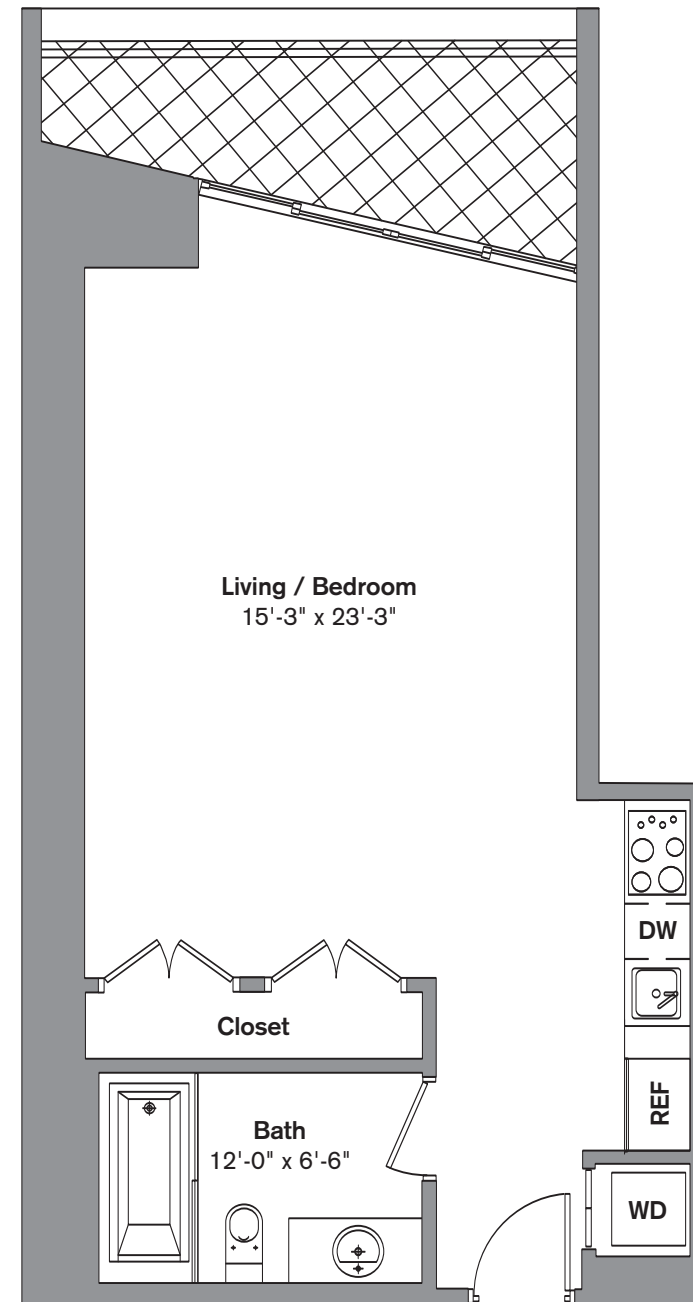 Living / Bedroom
15'-3" x 23'-3"
DW
Closet
REF
Bath
12'-0" x 6'-6"
WD